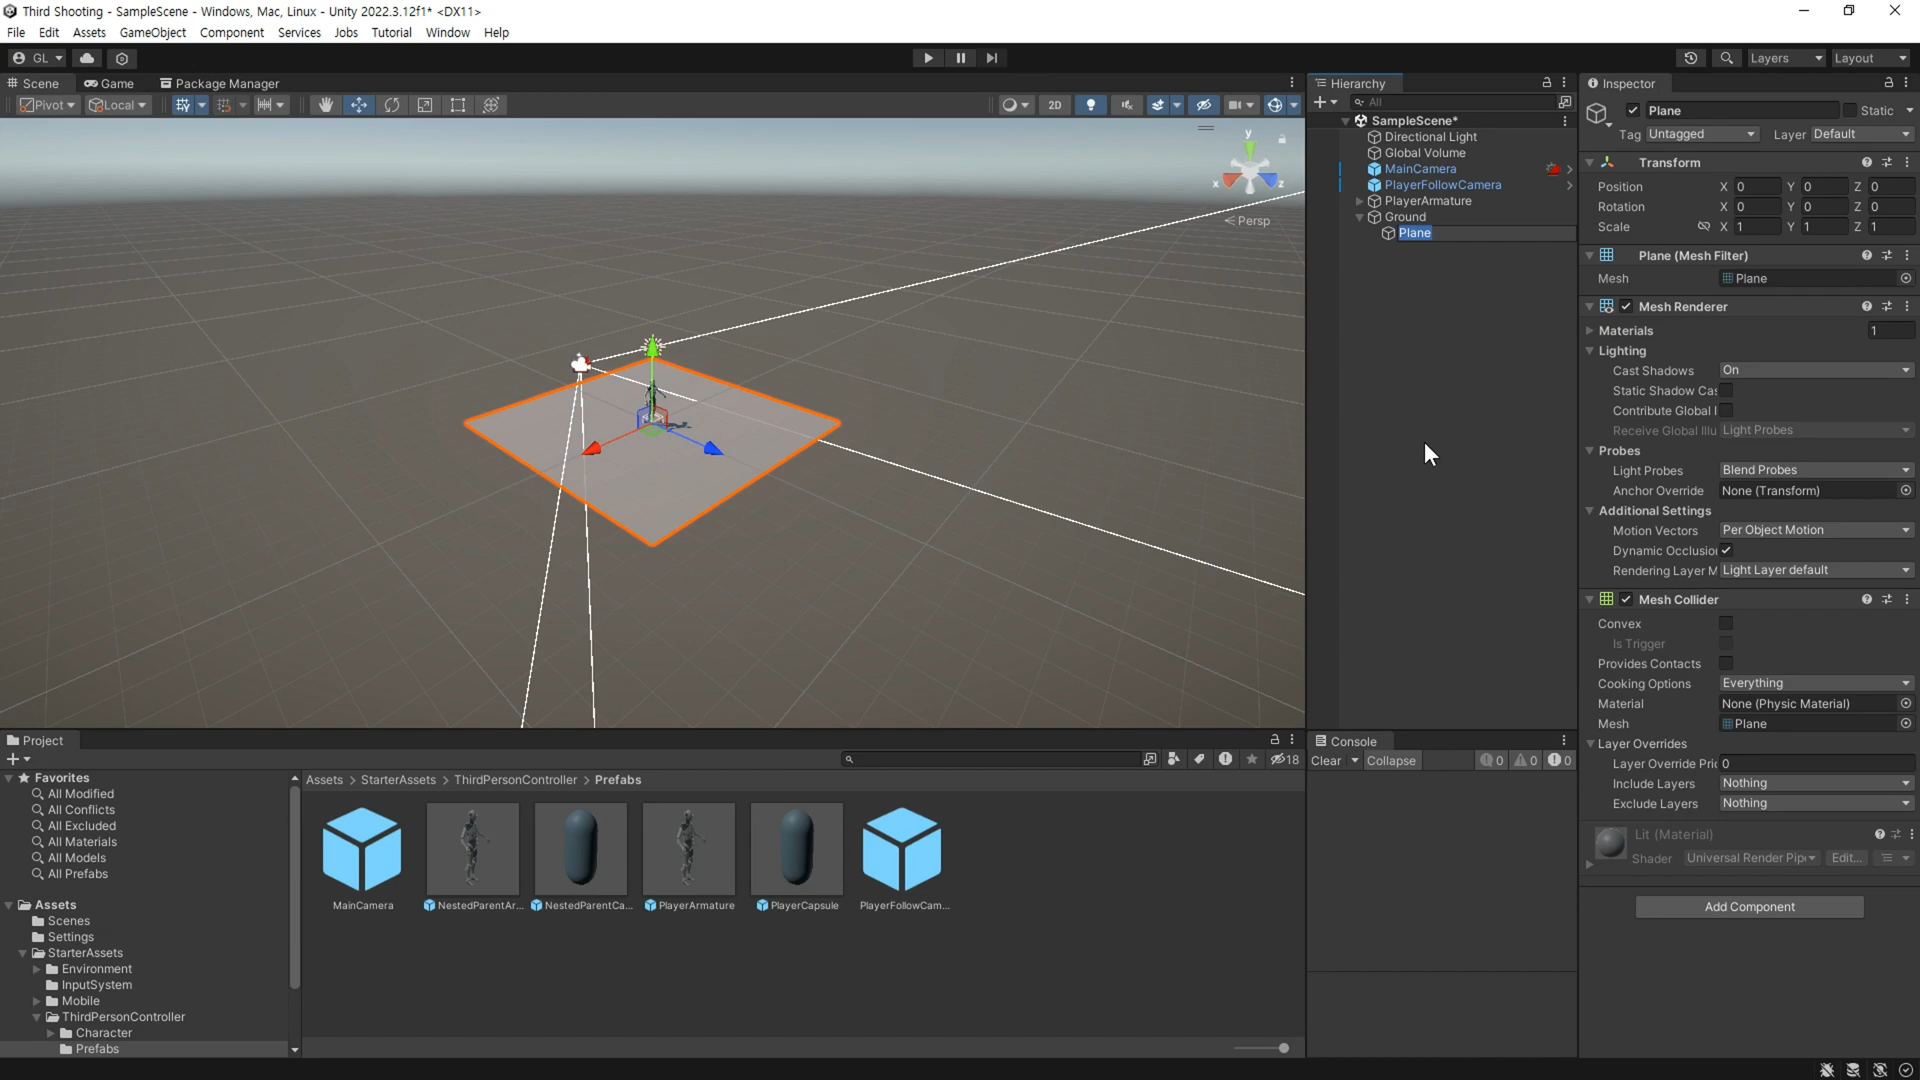 Third Shooting - SampleScene - Windows, Mac, Linux - Unity 2022.3.12f1* <DX11>
File Edit Assets GameObject Component Services Jobs Tutorial Window Help
GL
Layers Layout
Scene Game Package Manager
Pivot Local
2D
y
x z
Persp
Hierarchy
All
SampleScene*
Directional Light
Global Volume
MainCamera
PlayerFollowCamera
PlayerArmature
Ground
Plane
Inspector
Plane Static
Tag Untagged Layer Default
Transform
Position X 0 Y 0 Z 0
Rotation X 0 Y 0 Z 0
Scale X 1 Y 1 Z 1
Plane (Mesh Filter)
Mesh Plane
Mesh Renderer
Materials 1
Lighting
Cast Shadows On
Static Shadow Cas
Contribute Global I
Receive Global Illu Light Probes
Probes
Light Probes Blend Probes
Anchor Override None (Transform)
Additional Settings
Motion Vectors Per Object Motion
Dynamic Occlusion
Rendering Layer M Light Layer default
Mesh Collider
Convex
Is Trigger
Provides Contacts
Cooking Options Everything
Material None (Physic Material)
Mesh Plane
Layer Overrides
Layer Override Pric 0
Include Layers Nothing
Exclude Layers Nothing
Lit (Material)
Shader Universal Render Pip Edit...
Add Component
Project
18
Favorites
All Modified
All Conflicts
All Excluded
All Materials
All Models
All Prefabs
Assets
Scenes
Settings
StarterAssets
Environment
InputSystem
Mobile
ThirdPersonController
Character
Prefabs
Assets > StarterAssets > ThirdPersonController > Prefabs
MainCamera NestedParentAr... NestedParentCa... PlayerArmature PlayerCapsule PlayerFollowCam...
Console
Clear Collapse 0 0 0